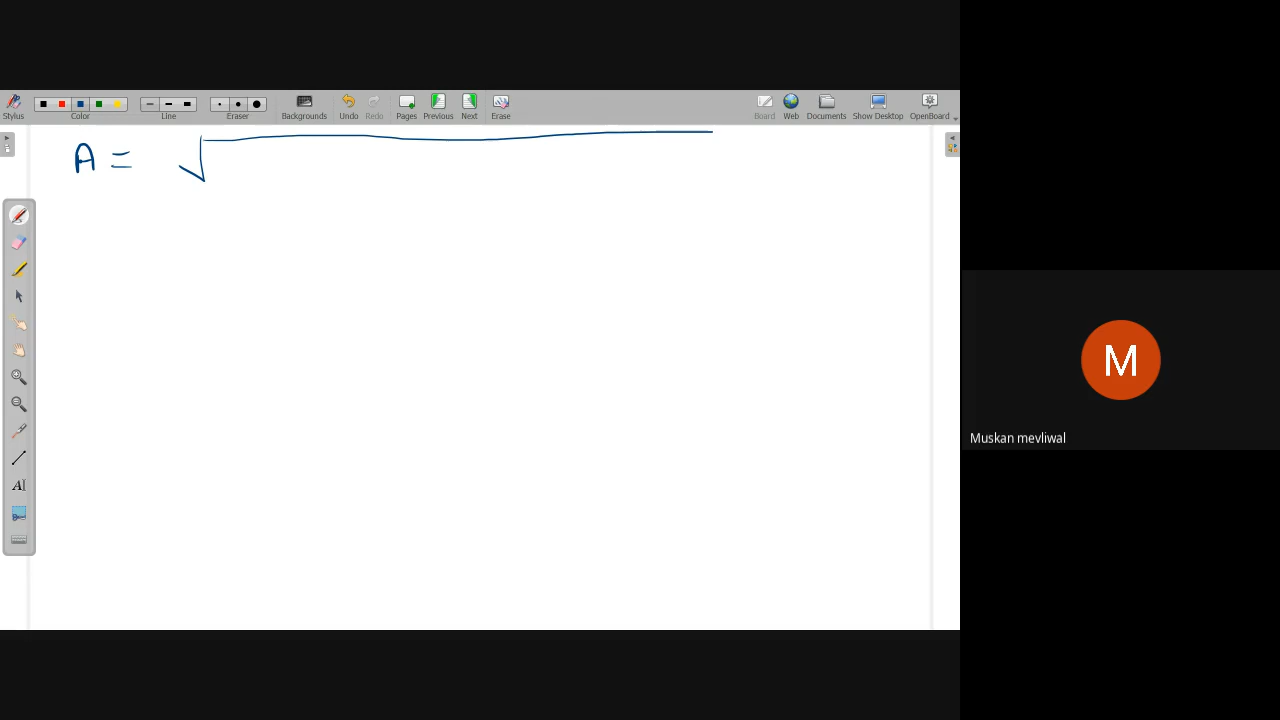 Stylus Color Line Eraser Backgrounds Undo Redo Pages Previous Next Erase Board Web Documents Show Desktop OpenBoard
A = √
M
Muskan mevliwal